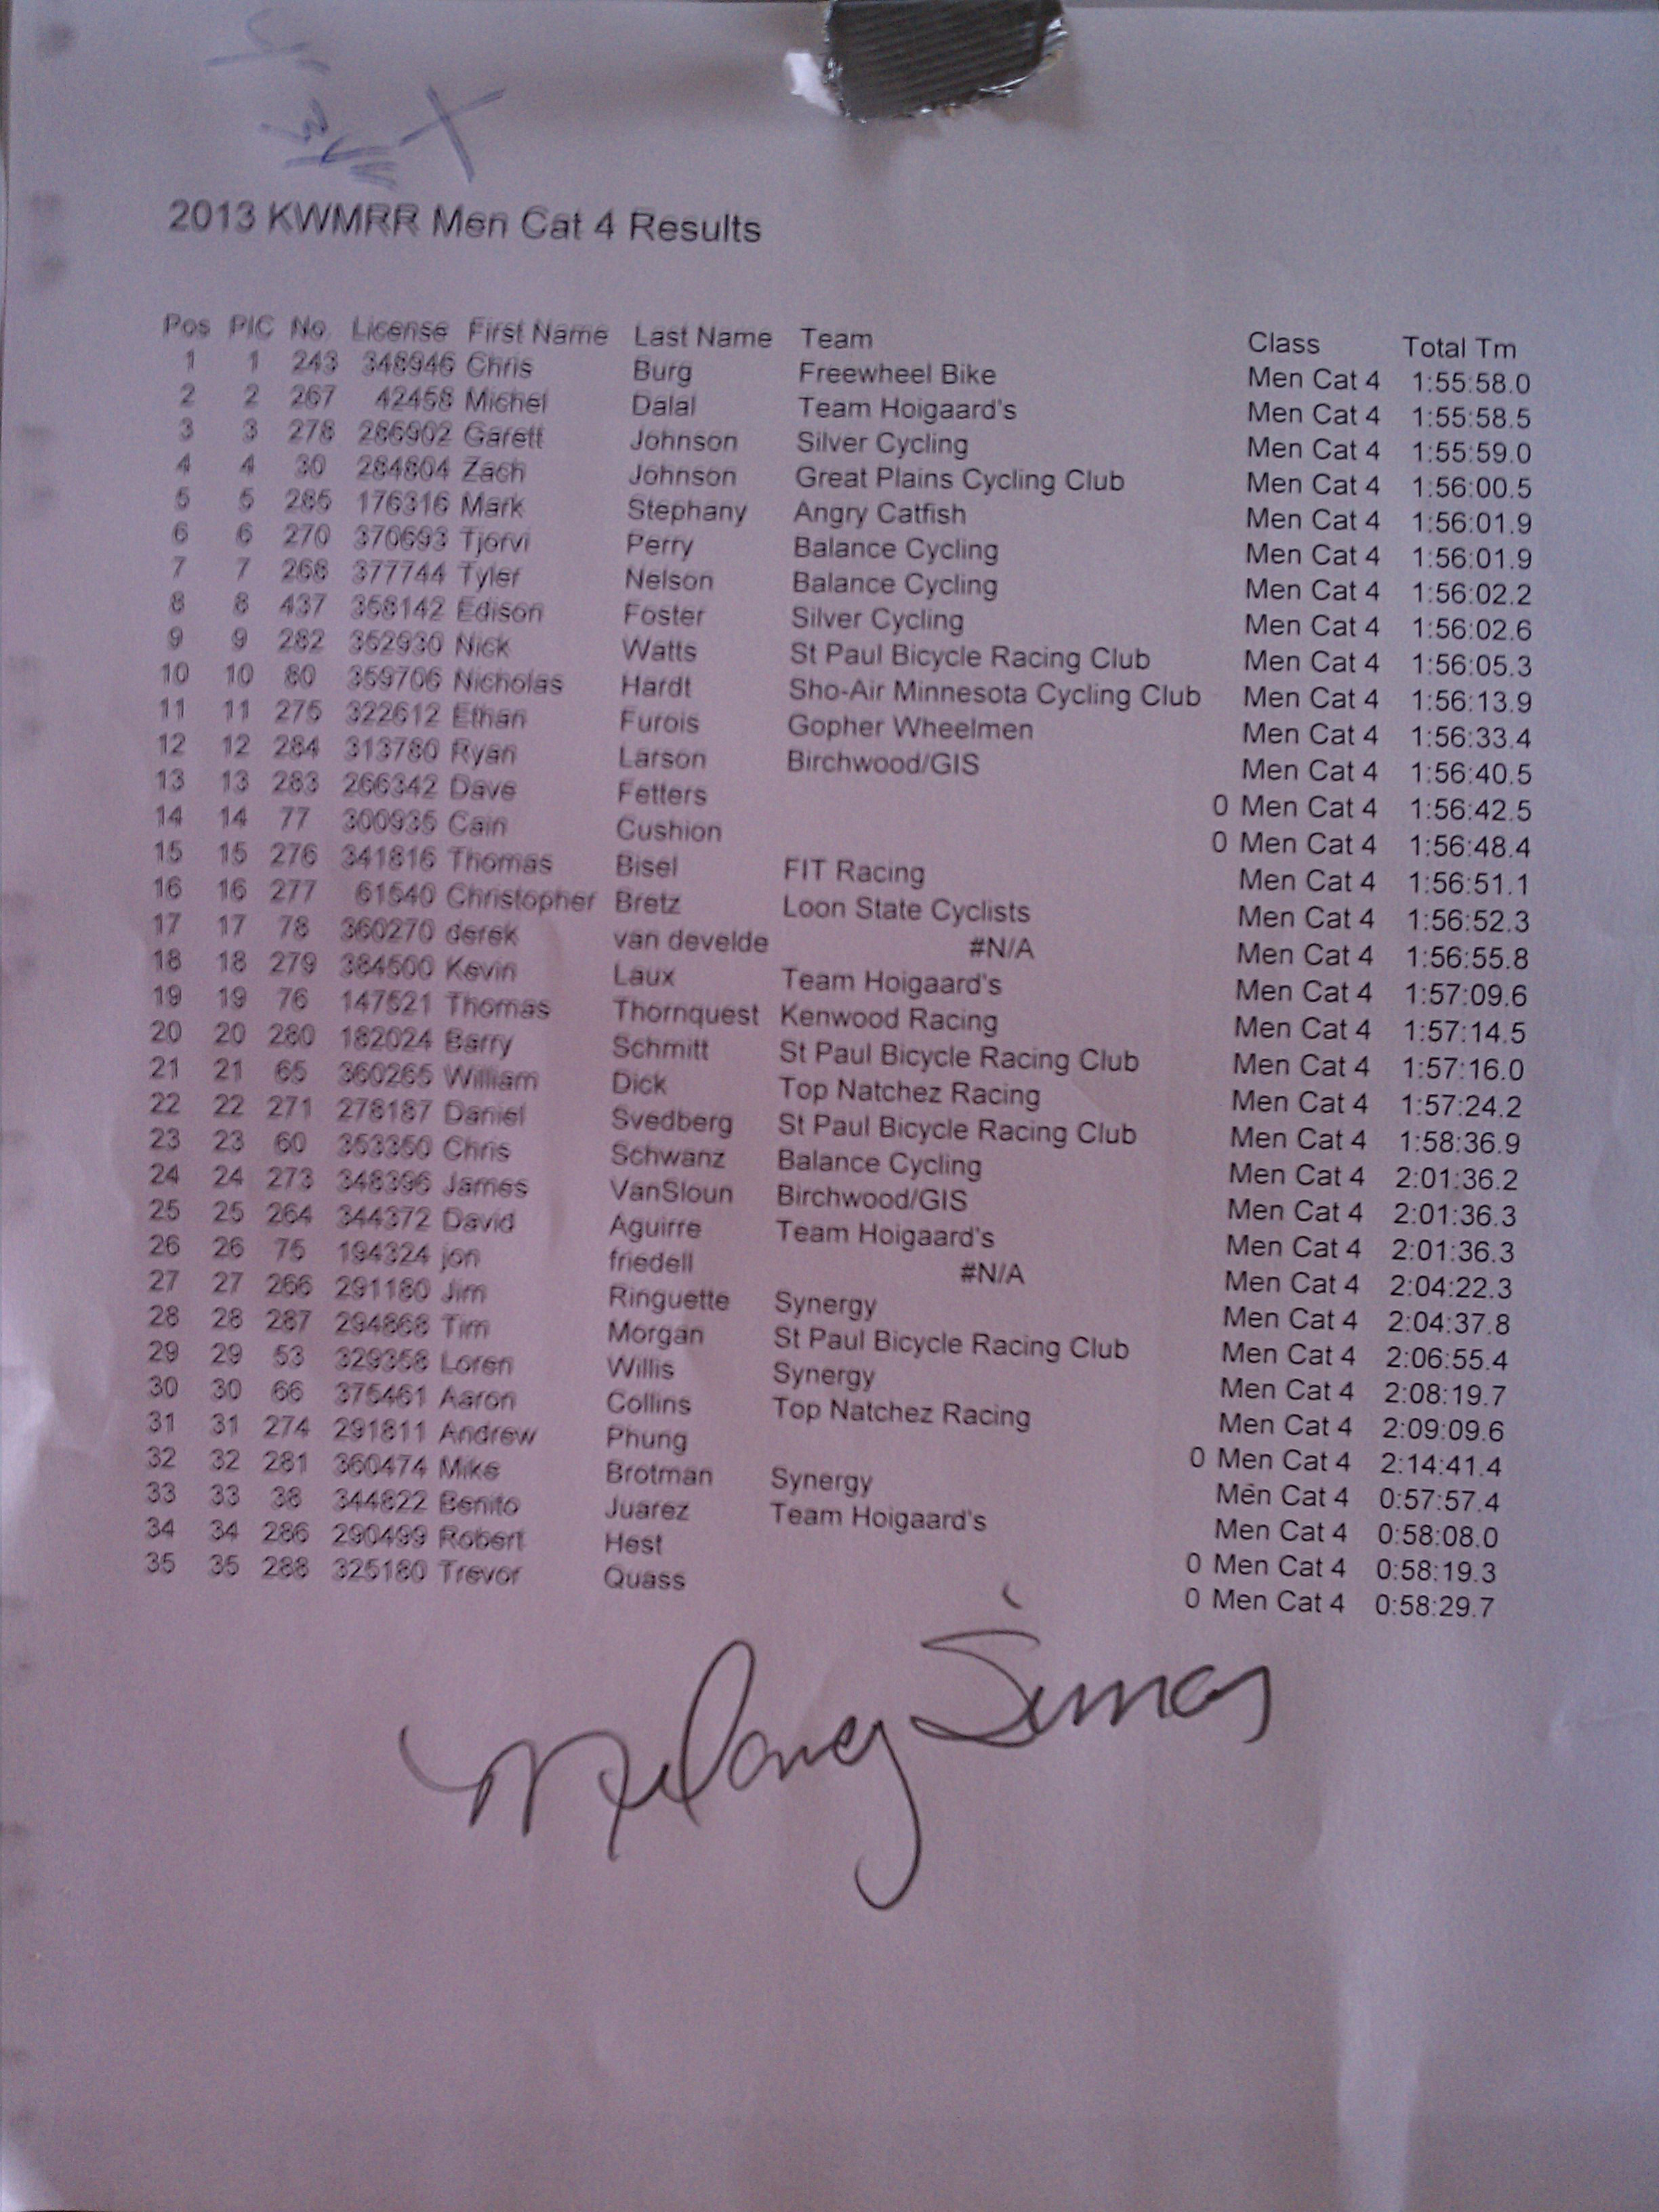 2013 KWMRR Men Cat 4 Results
Pos PIC No. License First Name Last Name Team Class Total Tm
1 1 243 348946 Chris Burg Freewheel Bike Men Cat 4 1:55:58.0
2 2 267 42458 Michel Dalal Team Hoigaard's Men Cat 4 1:55:58.5
3 3 278 286902 Garett Johnson Silver Cycling Men Cat 4 1:55:59.0
4 4 30 284804 Zach Johnson Great Plains Cycling Club Men Cat 4 1:56:00.5
5 5 285 176316 Mark Stephany Angry Catfish Men Cat 4 1:56:01.9
6 6 270 370693 Tjorvi Perry Balance Cycling Men Cat 4 1:56:01.9
7 7 268 377744 Tyler Nelson Balance Cycling Men Cat 4 1:56:02.2
8 8 437 358142 Edison Foster Silver Cycling Men Cat 4 1:56:02.6
9 9 282 352930 Nick Watts St Paul Bicycle Racing Club Men Cat 4 1:56:05.3
10 10 80 359706 Nicholas Hardt Sho-Air Minnesota Cycling Club Men Cat 4 1:56:13.9
11 11 275 322612 Ethan Furois Gopher Wheelmen Men Cat 4 1:56:33.4
12 12 284 313780 Ryan Larson Birchwood/GIS Men Cat 4 1:56:40.5
13 13 283 266342 Dave Fetters 0 Men Cat 4 1:56:42.5
14 14 77 300935 Cain Cushion 0 Men Cat 4 1:56:48.4
15 15 276 341816 Thomas Bisel FIT Racing Men Cat 4 1:56:51.1
16 16 277 61540 Christopher Bretz Loon State Cyclists Men Cat 4 1:56:52.3
17 17 78 360270 derek van develde #N/A Men Cat 4 1:56:55.8
18 18 279 384500 Kevin Laux Team Hoigaard's Men Cat 4 1:57:09.6
19 19 76 147521 Thomas Thornquest Kenwood Racing Men Cat 4 1:57:14.5
20 20 280 182024 Barry Schmitt St Paul Bicycle Racing Club Men Cat 4 1:57:16.0
21 21 65 360265 William Dick Top Natchez Racing Men Cat 4 1:57:24.2
22 22 271 278187 Daniel Svedberg St Paul Bicycle Racing Club Men Cat 4 1:58:36.9
23 23 60 353350 Chris Schwanz Balance Cycling Men Cat 4 2:01:36.2
24 24 273 348396 James VanSloun Birchwood/GIS Men Cat 4 2:01:36.3
25 25 264 344372 David Aguirre Team Hoigaard's Men Cat 4 2:01:36.3
26 26 75 194324 jon friedell #N/A Men Cat 4 2:04:22.3
27 27 266 291180 Jim Ringuette Synergy Men Cat 4 2:04:37.8
28 28 287 294868 Tim Morgan St Paul Bicycle Racing Club Men Cat 4 2:06:55.4
29 29 53 329358 Loren Willis Synergy Men Cat 4 2:08:19.7
30 30 66 375461 Aaron Collins Top Natchez Racing Men Cat 4 2:09:09.6
31 31 274 291811 Andrew Phung 0 Men Cat 4 2:14:41.4
32 32 281 360474 Mike Brotman Synergy Men Cat 4 0:57:57.4
33 33 38 344822 Benito Juarez Team Hoigaard's Men Cat 4 0:58:08.0
34 34 286 290499 Robert Hest 0 Men Cat 4 0:58:19.3
35 35 288 325180 Trevor Quass 0 Men Cat 4 0:58:29.7